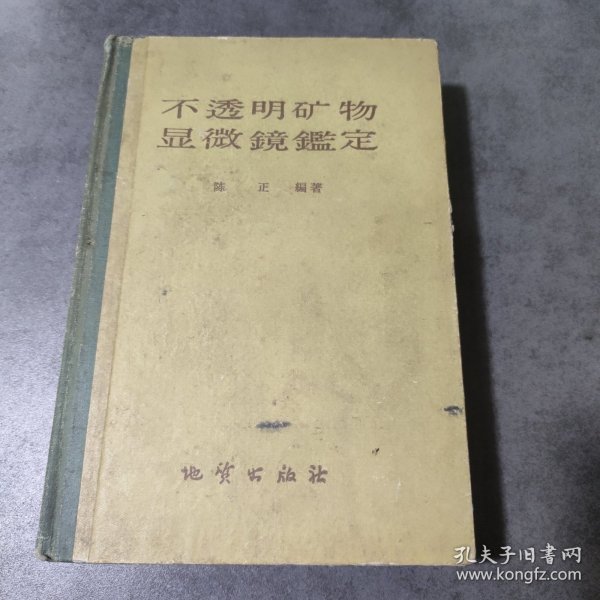 不透明矿物
显微鏡鑑定
陈正 編著
地质出版社
孔夫子旧书网
www.kongfz.com